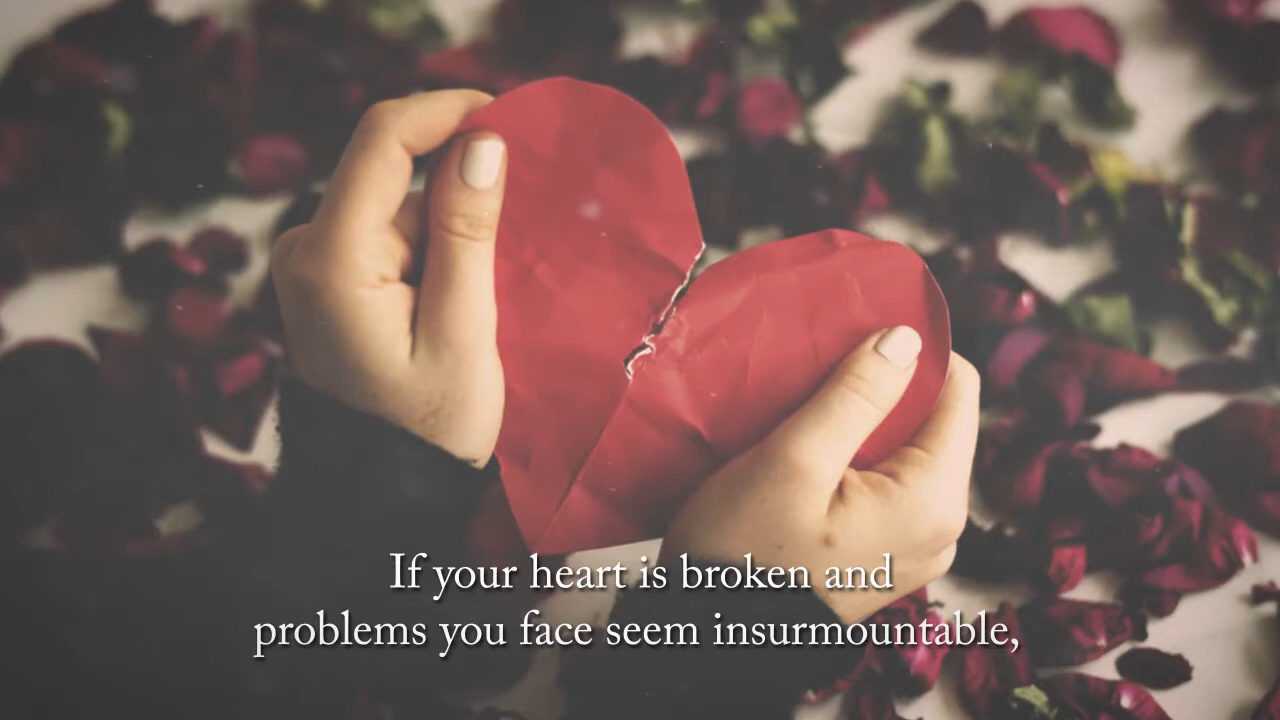 If your heart is broken and
problems you face seem insurmountable,